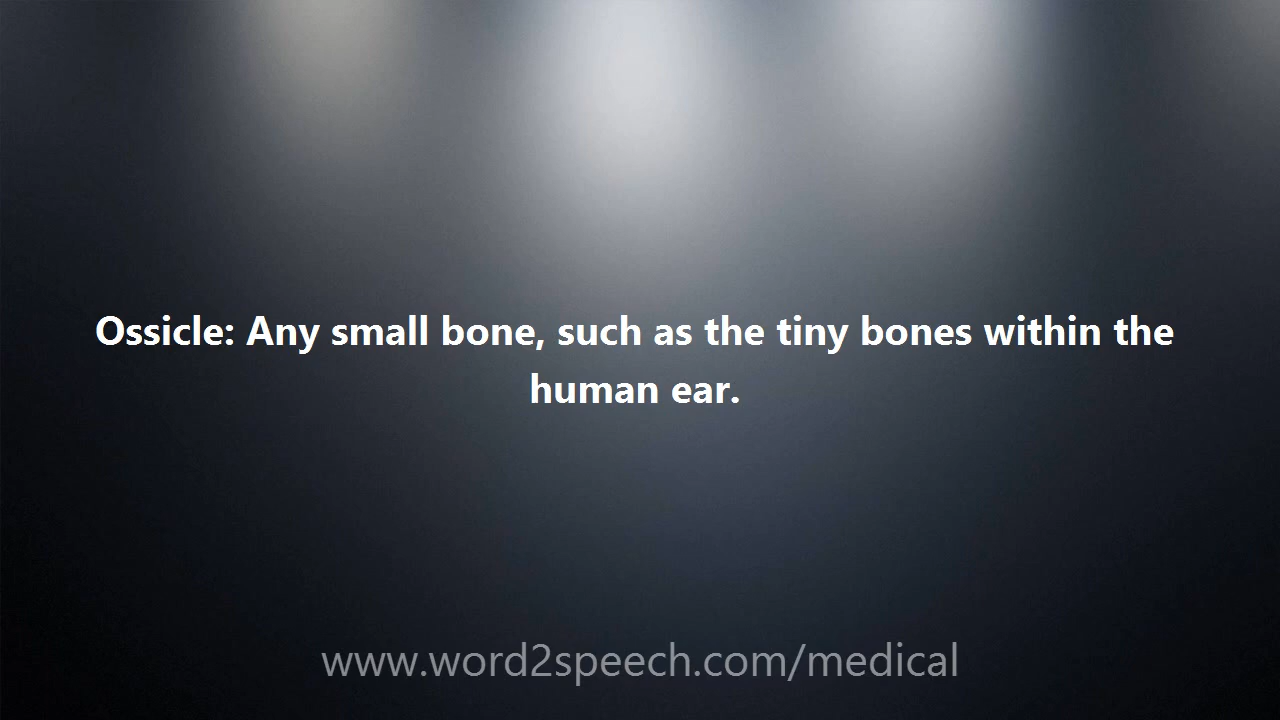 Ossicle: Any small bone, such as the tiny bones within the
human ear.
www.word2speech.com/medical